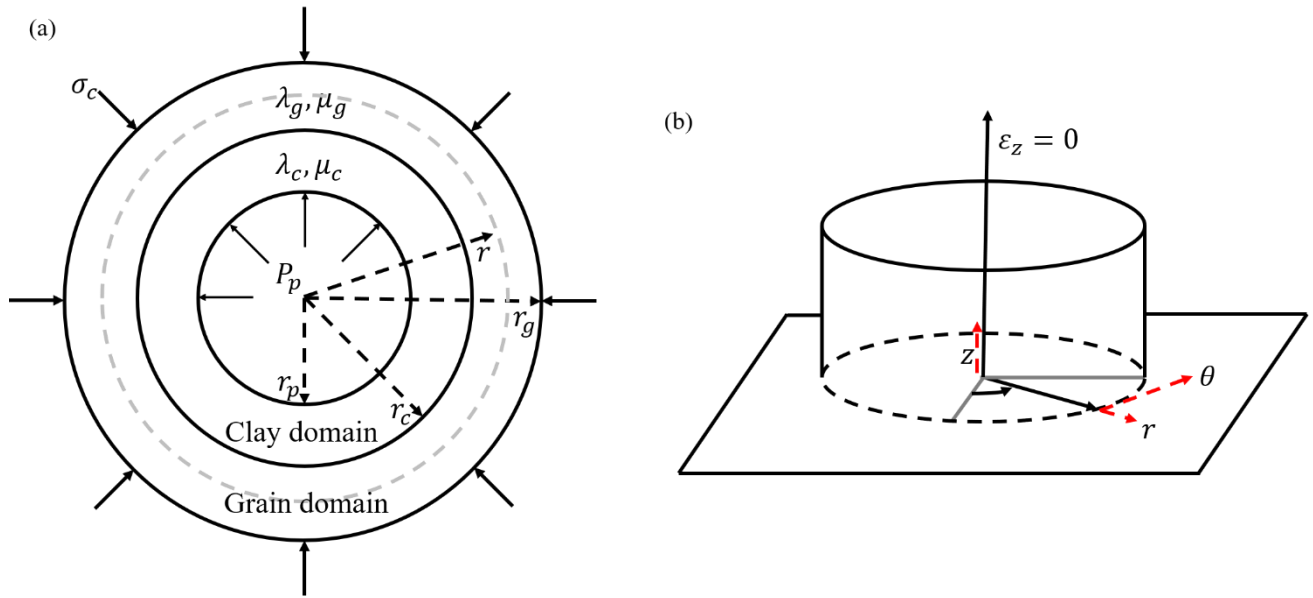 (a)
σ_c
λ_g, μ_g
λ_c, μ_c
P_p
r
r_g
r_p
r_c
Clay domain
Grain domain
(b)
ε_z = 0
z
θ
r